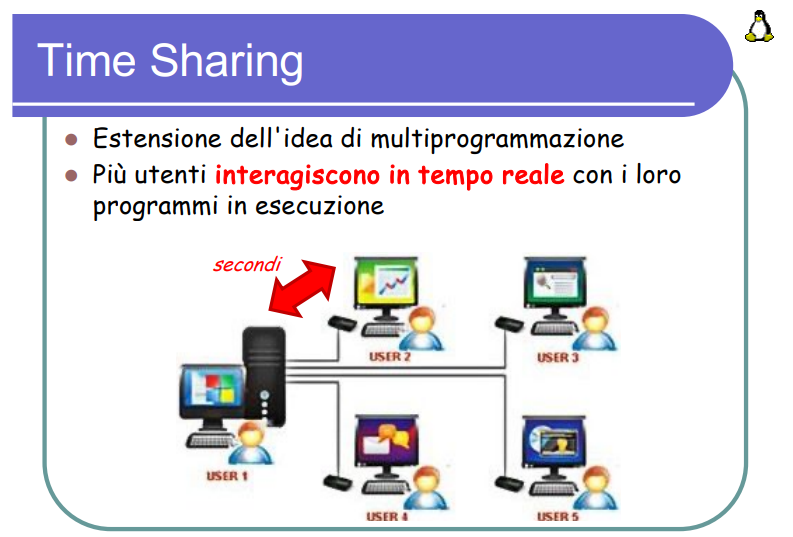 Time Sharing
Estensione dell'idea di multiprogrammazione
Più utenti interagiscono in tempo reale con i loro
programmi in esecuzione
secondi
USER 2
USER 3
USER 1
USER 4
USER 5